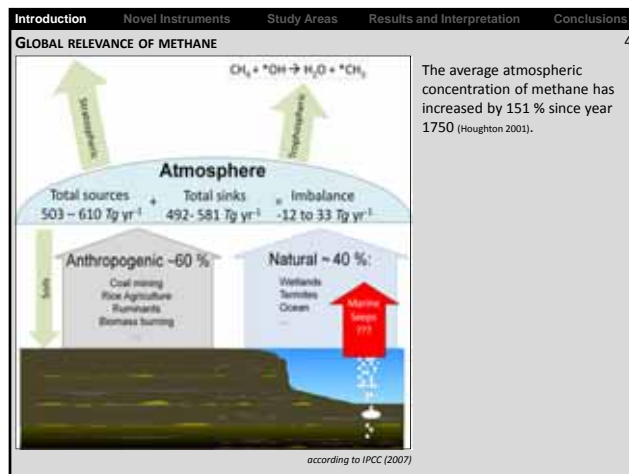 Introduction Novel Instruments Study Areas Results and Interpretation Conclusions
GLOBAL RELEVANCE OF METHANE 4
CH₄ + *OH → H₂O + *CH₃
Stratospheric
Tropospheric
Atmosphere
Total sources + Total sinks = Imbalance
503 – 610 Tg yr⁻¹ 492- 581 Tg yr⁻¹ -12 to 33 Tg yr⁻¹
Soils
Anthropogenic ~60 %:
Coal mining
Rice Agriculture
Ruminants
Biomass burning
...
Natural ~ 40 %:
Wetlands
Termites
Ocean
...
Marine
Seeps
???
according to IPCC (2007)
The average atmospheric
concentration of methane has
increased by 151 % since year
1750 (Houghton 2001).